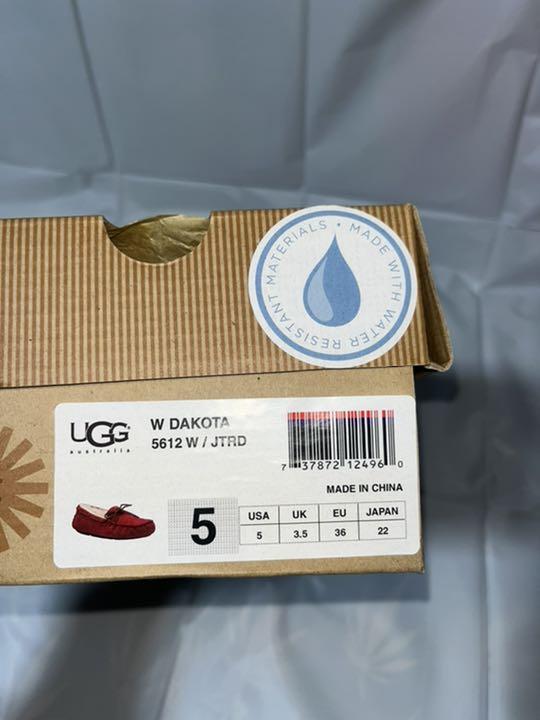 MADE WITH WATER RESISTANT MATERIALS •
UGG
australia
W DAKOTA
5612 W / JTRD
7 37872 12496 0
MADE IN CHINA
5
USA UK EU JAPAN
5 3.5 36 22